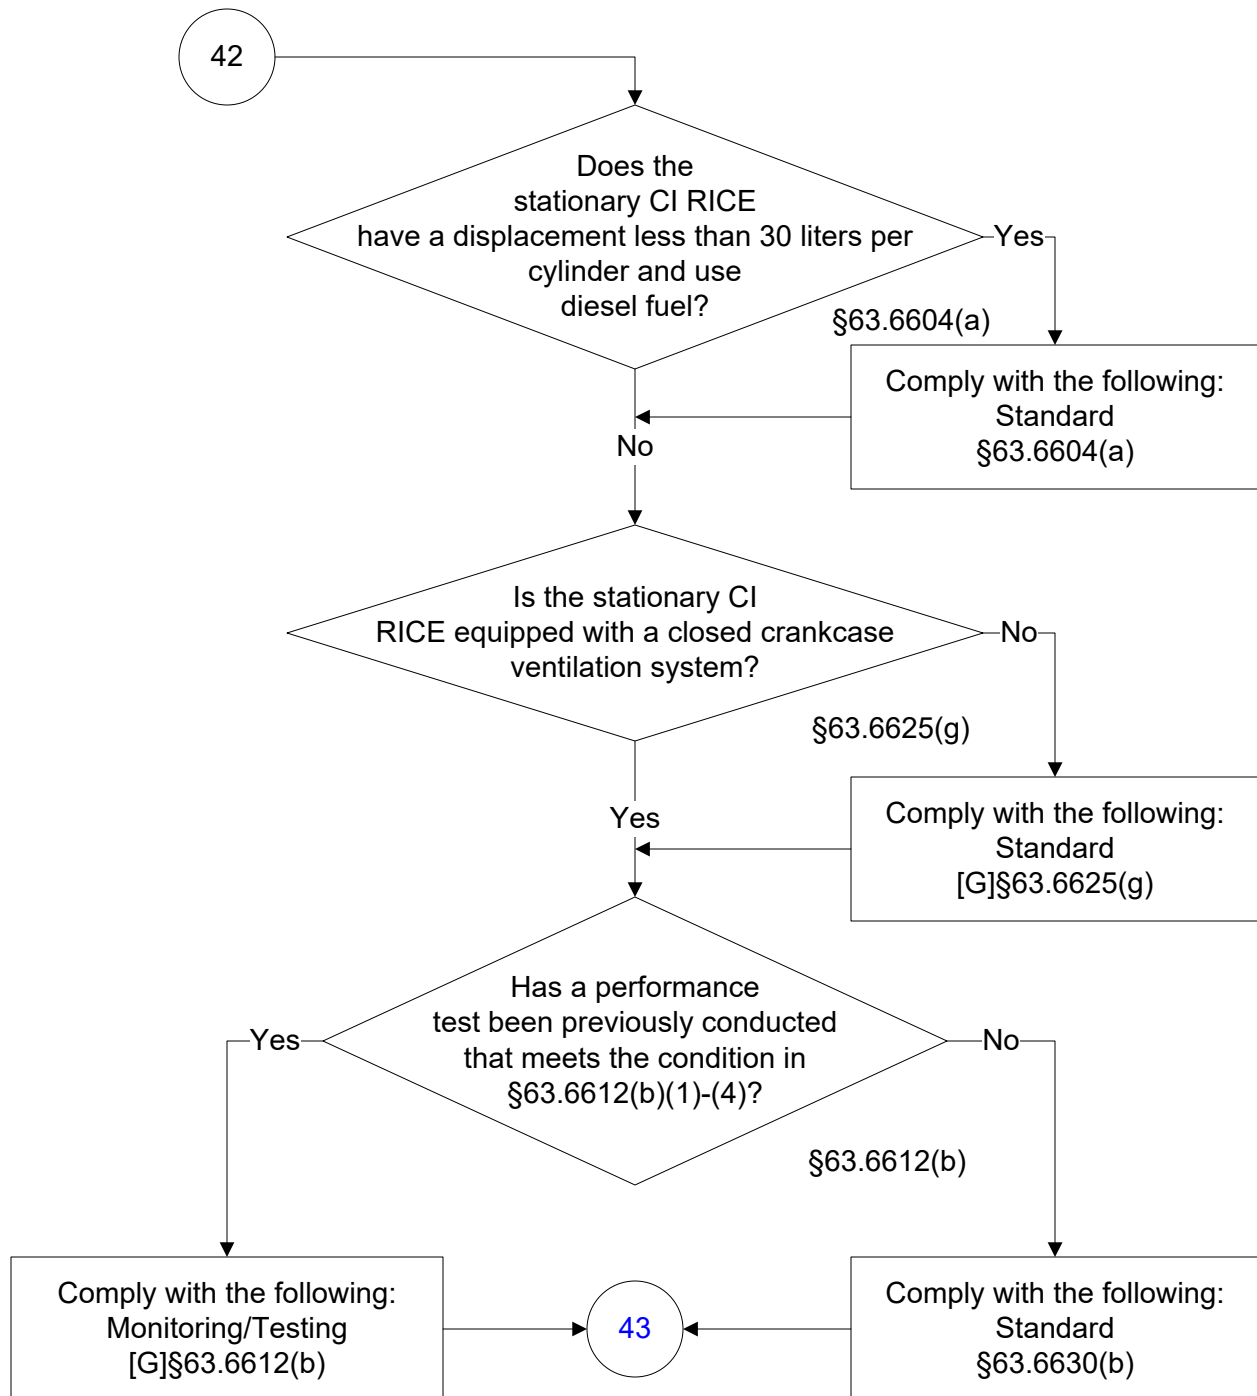 42
Does the
stationary CI RICE
have a displacement less than 30 liters per
cylinder and use
diesel fuel?
Yes
§63.6604(a)
Comply with the following:
Standard
§63.6604(a)
No
Is the stationary CI
RICE equipped with a closed crankcase
ventilation system?
No
§63.6625(g)
Comply with the following:
Standard
[G]§63.6625(g)
Yes
Has a performance
test been previously conducted
that meets the condition in
§63.6612(b)(1)-(4)?
Yes
No
§63.6612(b)
Comply with the following:
Monitoring/Testing
[G]§63.6612(b)
43
Comply with the following:
Standard
§63.6630(b)